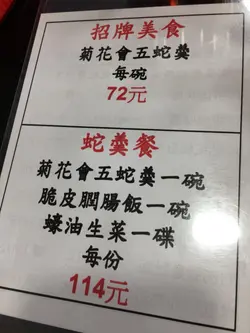 招牌美食
菊花會五蛇羹
每碗
72元
蛇羹餐
菊花會五蛇羹一碗
脆皮膶腸飯一碗
蠔油生菜一碟
每份
114元